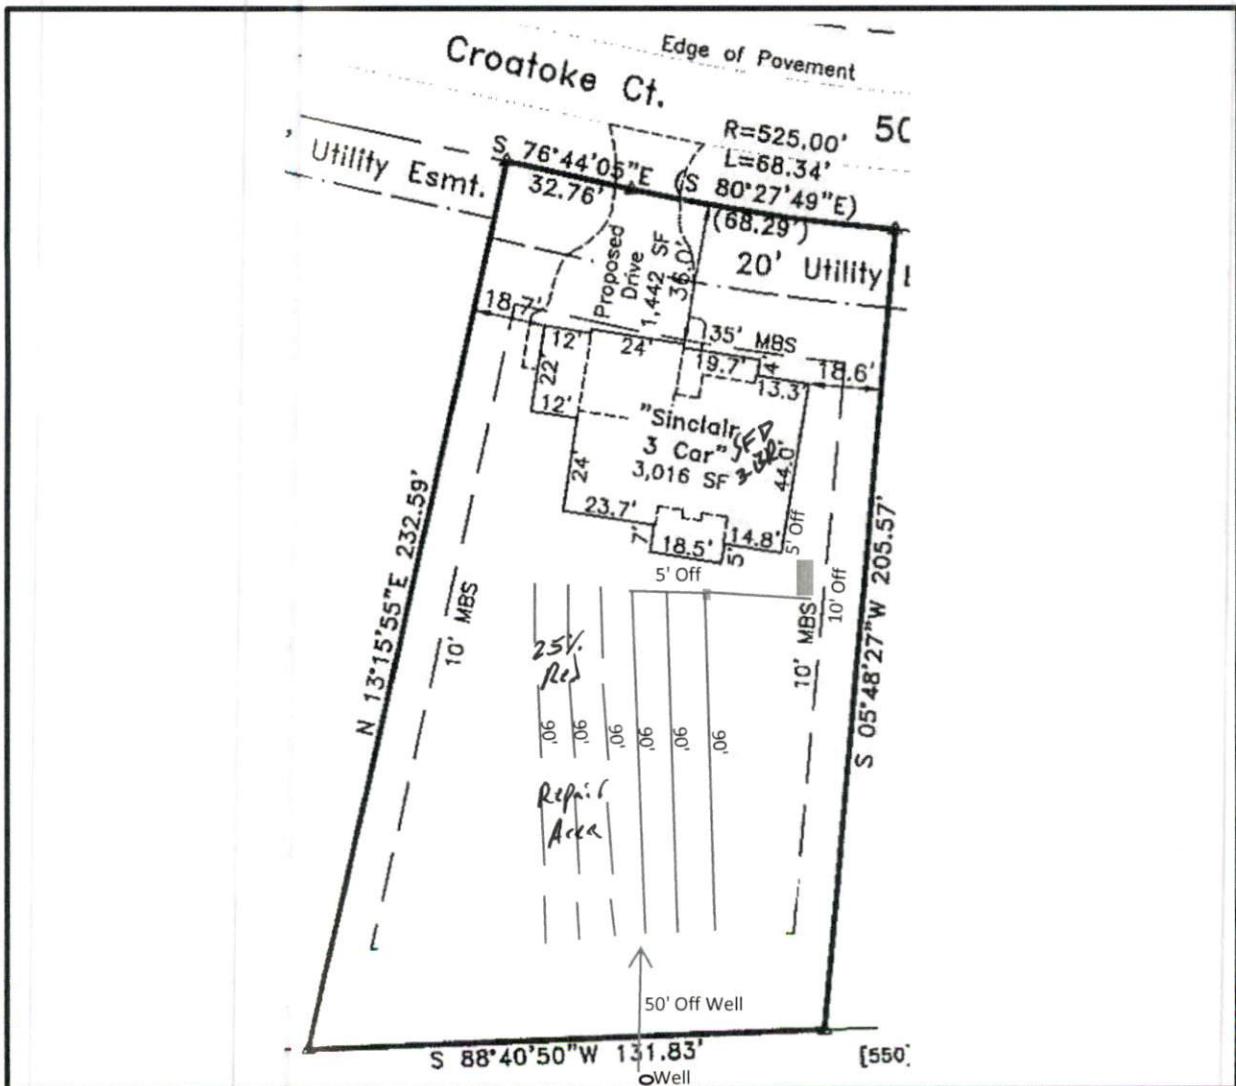 Edge of Pavement
Croatoke Ct.
50
R=525.00'
L=68.34'
S 76°44'05"E (S 80°27'49"E)
32.76'
(68.29')
' Utility Esmt.
20' Utility
Proposed
Drive
1,442 SF
36.0'
18.7'
35' MBS
12'
24'
19.7'
4'
18.6'
13.3'
22'
12'
"Sinclair
3 Car" SFD
3,016 SF 3 BR
44.0'
24'
23.7'
7'
18.5'
5'
14.8'
5' Off
5' Off
10' Off
N 13°15'55"E 232.59'
10' MBS
10' MBS
S 05°48'27"W 205.57'
25%
Red
90'
90'
90'
90'
90'
90'
Repair
Area
50' Off Well
S 88°40'50"W 131.83'
[550]
Well